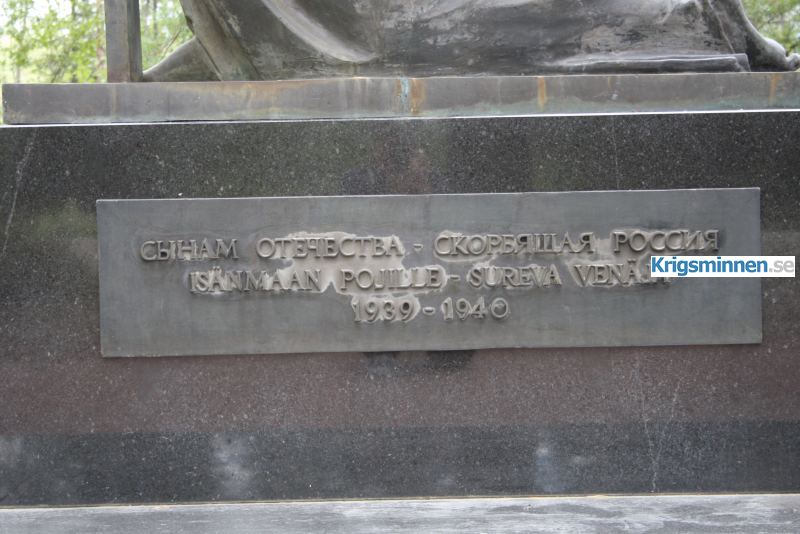 СЫНАМ ОТЕЧЕСТВА - СКОРБЯЩАЯ РОССИЯ
ISÄNMAAN POJILLE - SUREVA
1939 - 1940
Krigsminnen.se